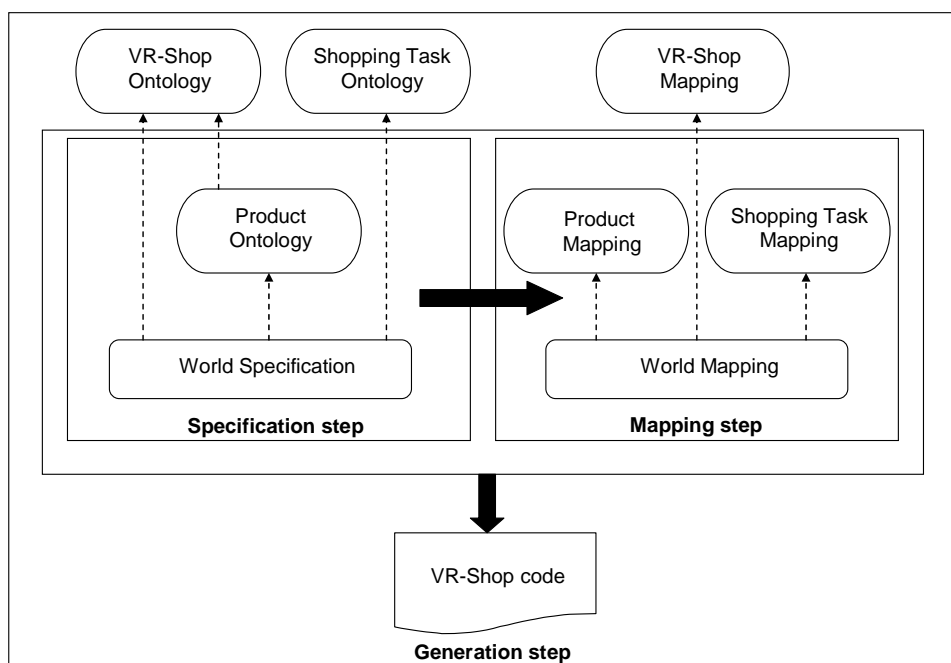 VR-Shop
Ontology
Shopping Task
Ontology
VR-Shop
Mapping
Product
Ontology
Product
Mapping
Shopping Task
Mapping
World Specification
World Mapping
Specification step
Mapping step
VR-Shop code
Generation step